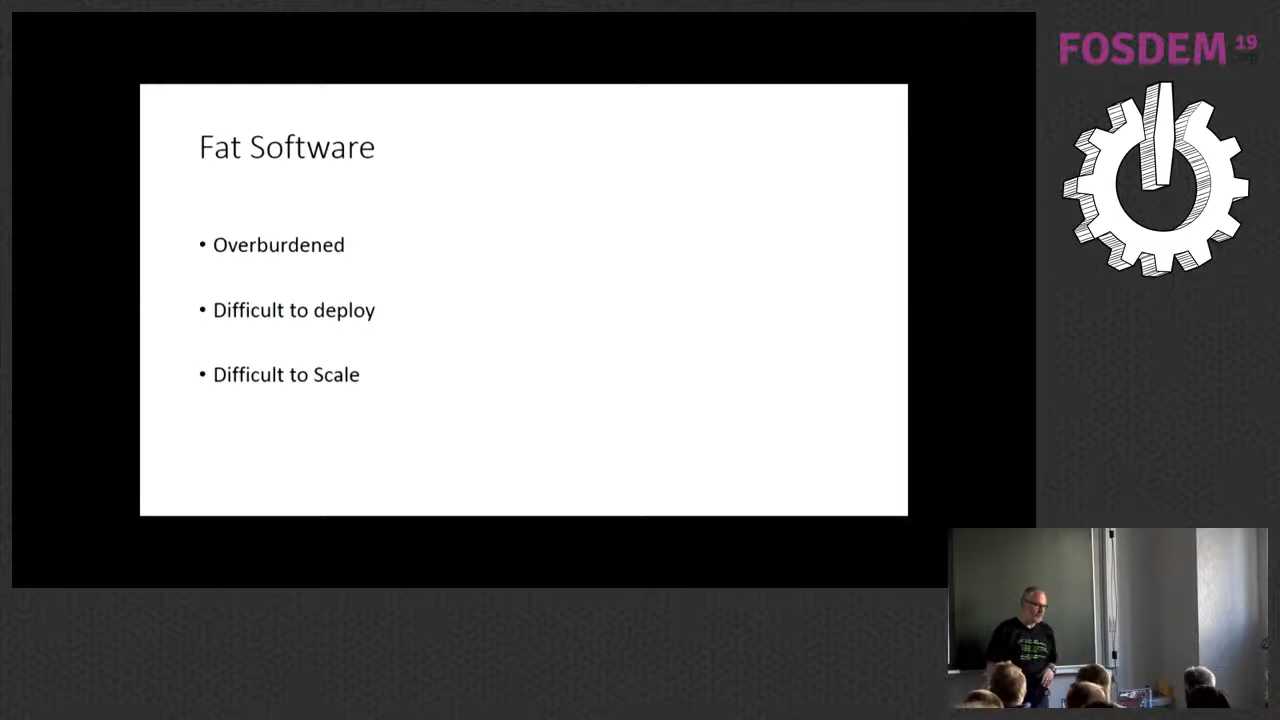 Fat Software
• Overburdened
• Difficult to deploy
• Difficult to Scale
FOSDEM 19